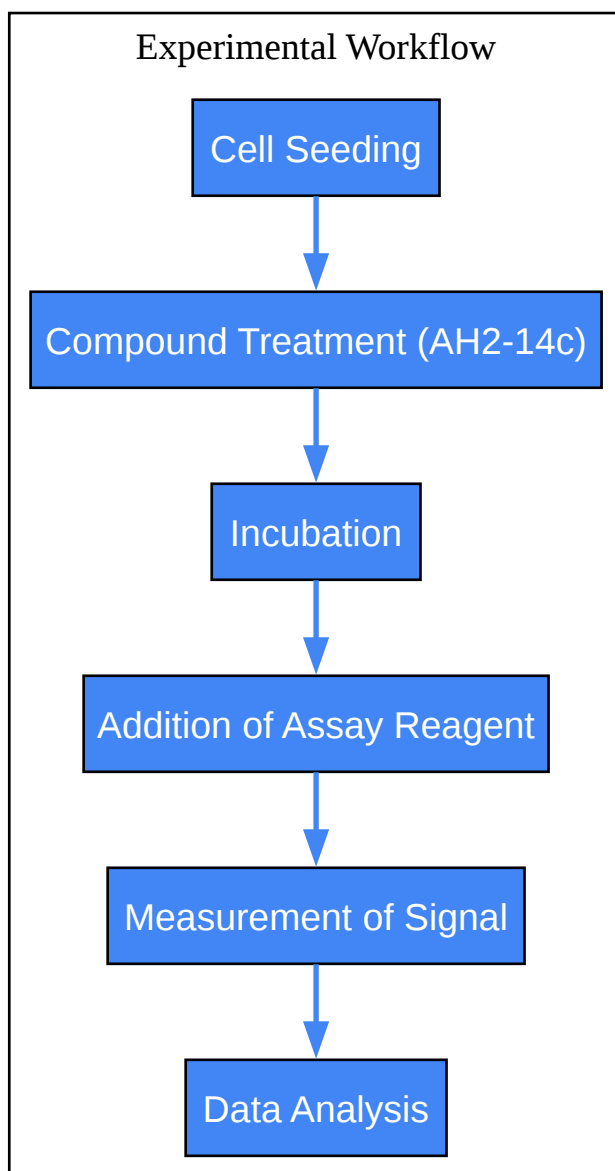 Experimental Workflow
Cell Seeding
Compound Treatment (AH2-14c)
Incubation
Addition of Assay Reagent
Measurement of Signal
Data Analysis